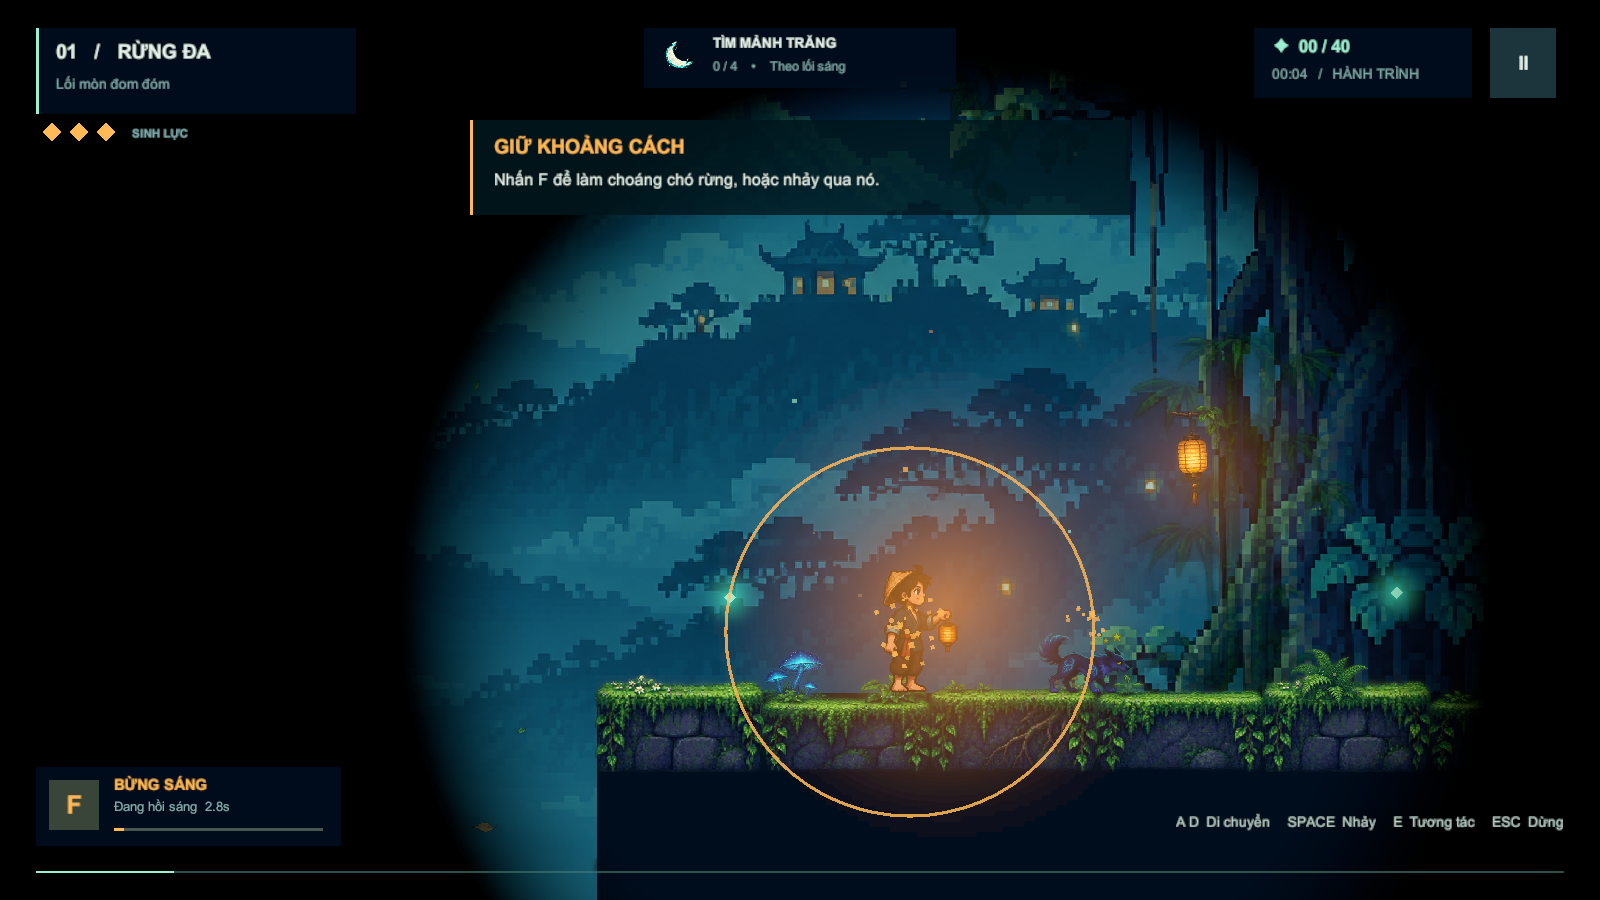 01 / RỪNG ĐA
Lối mòn đom đóm
SINH LỰC
TÌM MẢNH TRĂNG
0 / 4 • Theo lối sáng
00 / 40
00:04 / HÀNH TRÌNH
GIỮ KHOẢNG CÁCH
Nhấn F để làm choáng chó rừng, hoặc nhảy qua nó.
F
BỪNG SÁNG
Đang hồi sáng 2.8s
A D Di chuyển SPACE Nhảy E Tương tác ESC Dừng